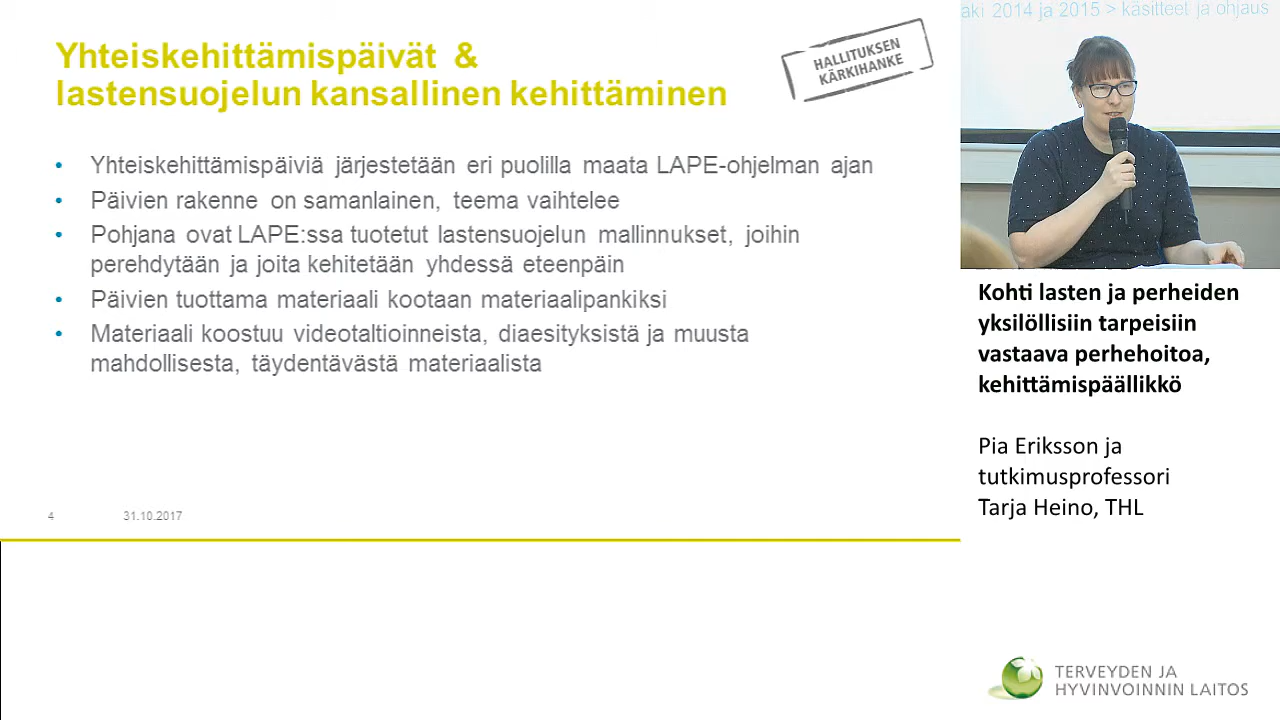 Yhteiskehittämispäivät &
lastensuojelun kansallinen kehittäminen
HALLITUKSEN
KÄRKIHANKE
• Yhteiskehittämispäiviä järjestetään eri puolilla maata LAPE-ohjelman ajan
• Päivien rakenne on samanlainen, teema vaihtelee
• Pohjana ovat LAPE:ssa tuotetut lastensuojelun mallinnukset, joihin
perehdytään ja joita kehitetään yhdessä eteenpäin
• Päivien tuottama materiaali kootaan materiaalipankiksi
• Materiaali koostuu videotaltioinneista, diaesityksistä ja muusta
mahdollisesta, täydentävästä materiaalista
4 31.10.2017
aki 2014 ja 2015 > käsitteet ja ohjaus
Kohti lasten ja perheiden
yksilöllisiin tarpeisiin
vastaava perhehoitoa,
kehittämispäällikkö
Pia Eriksson ja
tutkimusprofessori
Tarja Heino, THL
TERVEYDEN JA
HYVINVOINNIN LAITOS